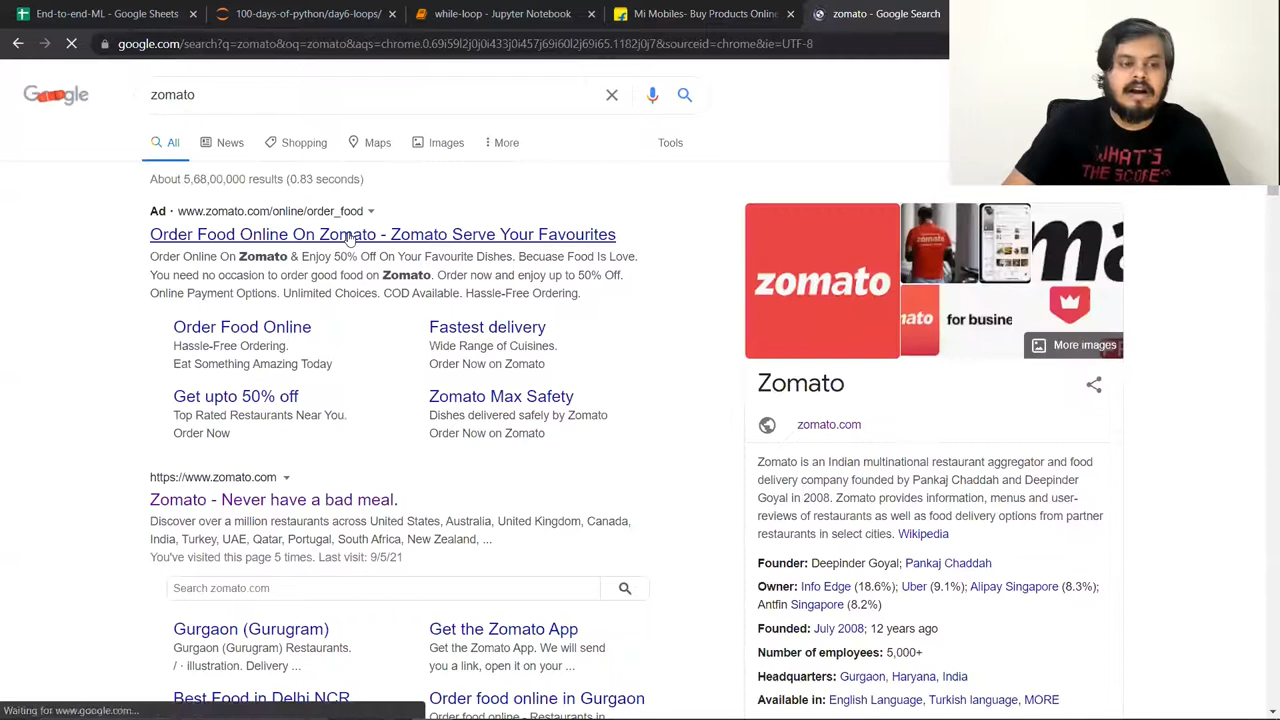 END-to-END ML - Google Sheets
100-days-of-python/day6-loops/
while-loop - Jupyter Notebook
Mi Mobiles- Buy Products Online
zomato - Google Search
google.com/search?q=zomato&oq=zomato&aqs=chrome.0.69i59l2j0j0i433j0i457j69i60l2j69i65.1182j0j7&sourceid=chrome&ie=UTF-8
WHAT'S
THE SCORE?
zomato
All
News
Shopping
Maps
Images
More
Tools
About 5,68,00,000 results (0.83 seconds)
Ad · www.zomato.com/online/order_food
Order Food Online On Zomato - Zomato Serve Your Favourites
Order Online On Zomato & Enjoy 50% Off On Your Favourite Dishes. Becuase Food Is Love.
You need no occasion to order good food on Zomato. Order now and enjoy up to 50% Off.
Online Payment Options. Unlimited Choices. COD Available. Hassle-Free Ordering.
Order Food Online
Hassle-Free Ordering.
Eat Something Amazing Today
Fastest delivery
Wide Range of Cuisines.
Order Now on Zomato
Get upto 50% off
Top Rated Restaurants Near You.
Order Now
Zomato Max Safety
Dishes delivered safely by Zomato
Order Now on Zomato
https://www.zomato.com
Zomato - Never have a bad meal.
Discover over a million restaurants across United States, Australia, United Kingdom, Canada,
India, Turkey, UAE, Qatar, Portugal, South Africa, New Zealand, ...
You've visited this page 5 times. Last visit: 9/5/21
Search zomato.com
Gurgaon (Gurugram)
Gurgaon (Gurugram) Restaurants.
/ · illustration. Delivery ...
Get the Zomato App
Get the Zomato App. We will send
you a link, open it on your ...
Best Food in Delhi NCR
Order food online in Gurgaon
Order food online - Restaurants in
zomato
for busine
More images
Zomato
zomato.com
Zomato is an Indian multinational restaurant aggregator and food
delivery company founded by Pankaj Chaddah and Deepinder
Goyal in 2008. Zomato provides information, menus and user-
reviews of restaurants as well as food delivery options from partner
restaurants in select cities. Wikipedia
Founder: Deepinder Goyal; Pankaj Chaddah
Owner: Info Edge (18.6%); Uber (9.1%); Alipay Singapore (8.3%);
Antfin Singapore (8.2%)
Founded: July 2008; 12 years ago
Number of employees: 5,000+
Headquarters: Gurgaon, Haryana, India
Available in: English Language, Turkish language, MORE
Waiting for www.google.com...